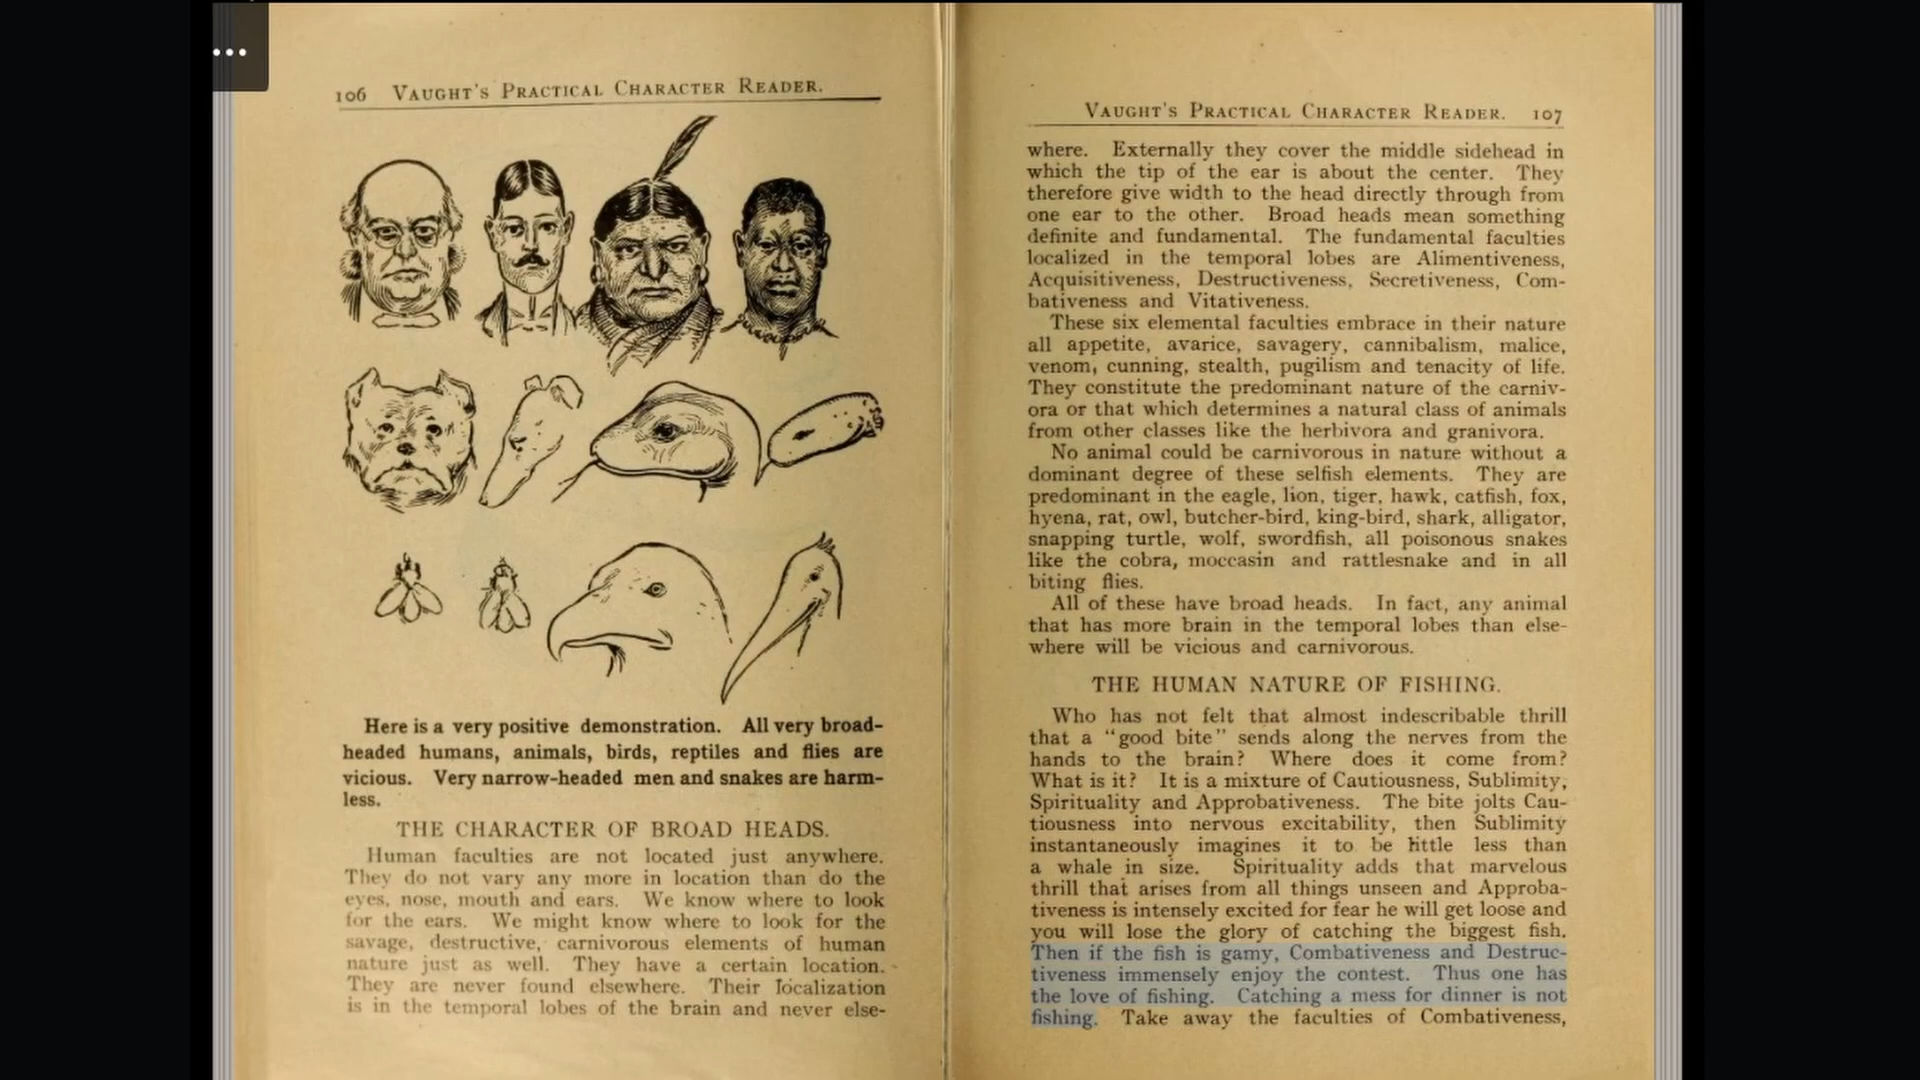 106 VAUGHT'S PRACTICAL CHARACTER READER.
Here is a very positive demonstration. All very broad-
headed humans, animals, birds, reptiles and flies are
vicious. Very narrow-headed men and snakes are harm-
less.
THE CHARACTER OF BROAD HEADS.
Human faculties are not located just anywhere.
They do not vary any more in location than do the
eyes, nose, mouth and ears. We know where to look
for the ears. We might know where to look for the
savage, destructive, carnivorous elements of human
nature just as well. They have a certain location.
They are never found elsewhere. Their localization
is in the temporal lobes of the brain and never else-
VAUGHT'S PRACTICAL CHARACTER READER. 107
where. Externally they cover the middle sidehead in
which the tip of the ear is about the center. They
therefore give width to the head directly through from
one ear to the other. Broad heads mean something
definite and fundamental. The fundamental faculties
localized in the temporal lobes are Alimentiveness,
Acquisitiveness, Destructiveness, Secretiveness, Com-
bativeness and Vitativeness.
These six elemental faculties embrace in their nature
all appetite, avarice, savagery, cannibalism, malice,
venom, cunning, stealth, pugilism and tenacity of life.
They constitute the predominant nature of the carniv-
ora or that which determines a natural class of animals
from other classes like the herbivora and granivora.
No animal could be carnivorous in nature without a
dominant degree of these selfish elements. They are
predominant in the eagle, lion, tiger, hawk, catfish, fox,
hyena, rat, owl, butcher-bird, king-bird, shark, alligator,
snapping turtle, wolf, swordfish, all poisonous snakes
like the cobra, moccasin and rattlesnake and in all
biting flies.
All of these have broad heads. In fact, any animal
that has more brain in the temporal lobes than else-
where will be vicious and carnivorous.
THE HUMAN NATURE OF FISHING.
Who has not felt that almost indescribable thrill
that a "good bite" sends along the nerves from the
hands to the brain? Where does it come from?
What is it? It is a mixture of Cautiousness, Sublimity,
Spirituality and Approbativeness. The bite jolts Cau-
tiousness into nervous excitability, then Sublimity
instantaneously imagines it to be little less than
a whale in size. Spirituality adds that marvelous
thrill that arises from all things unseen and Approba-
tiveness is intensely excited for fear he will get loose and
you will lose the glory of catching the biggest fish.
Then if the fish is gamy, Combativeness and Destruc-
tiveness immensely enjoy the contest. Thus one has
the love of fishing. Catching a mess for dinner is not
fishing. Take away the faculties of Combativeness,